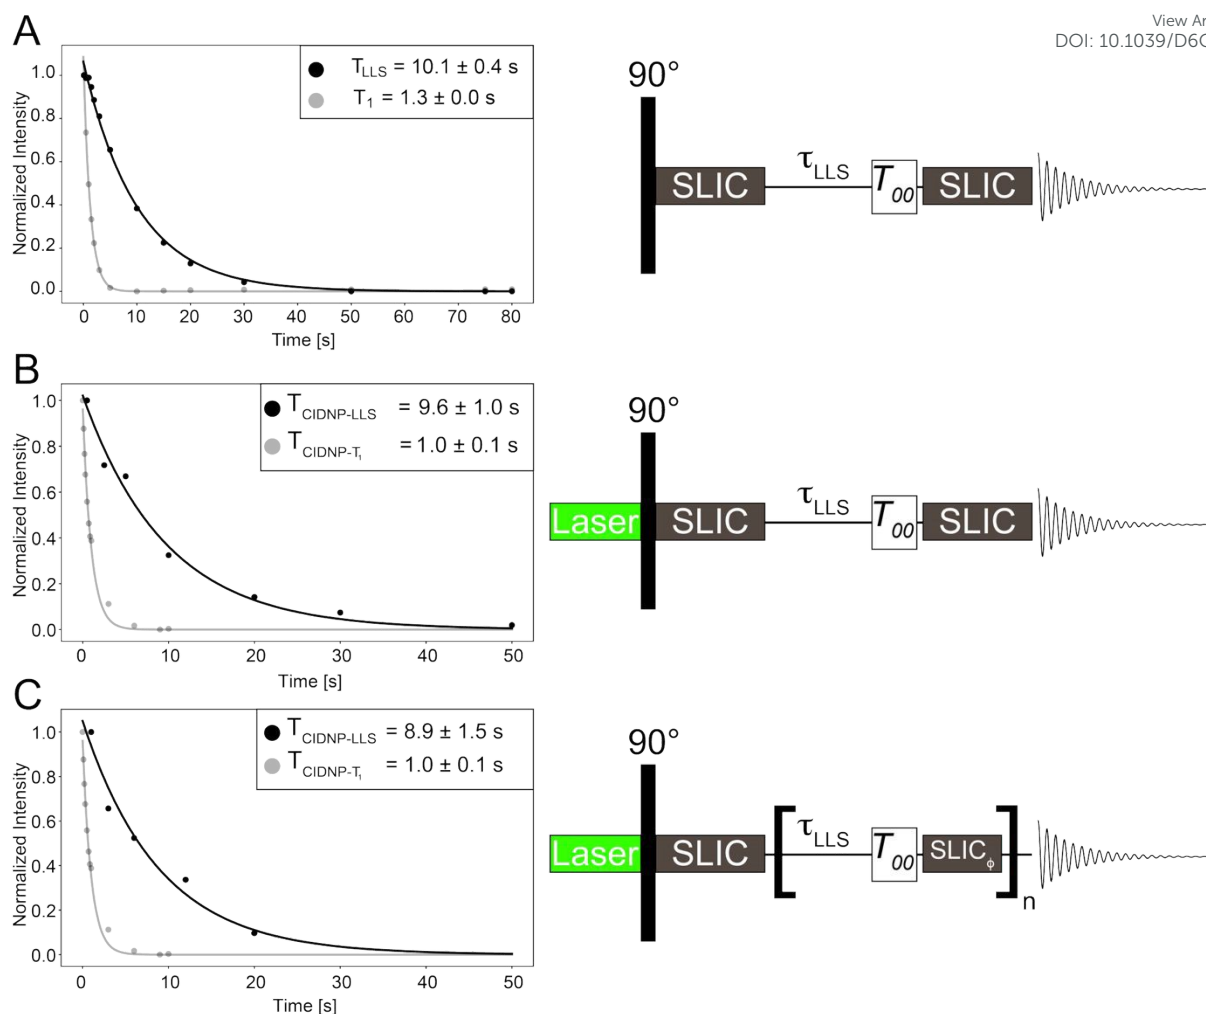 View Ar
DOI: 10.1039/D6
A
T_LLS = 10.1 ± 0.4 s
T_1 = 1.3 ± 0.0 s
Normalized Intensity
1.0
0.8
0.6
0.4
0.2
0.0
0 10 20 30 40 50 60 70 80
Time [s]
90°
SLIC
τ_LLS
T_00
SLIC
B
T_CIDNP-LLS = 9.6 ± 1.0 s
T_CIDNP-T_1 = 1.0 ± 0.1 s
Normalized Intensity
1.0
0.8
0.6
0.4
0.2
0.0
0 10 20 30 40 50
Time [s]
90°
Laser
SLIC
τ_LLS
T_00
SLIC
C
T_CIDNP-LLS = 8.9 ± 1.5 s
T_CIDNP-T_1 = 1.0 ± 0.1 s
Normalized Intensity
1.0
0.8
0.6
0.4
0.2
0.0
0 10 20 30 40 50
Time [s]
90°
Laser
SLIC
[
τ_LLS
T_00
SLIC_ϕ
]
n